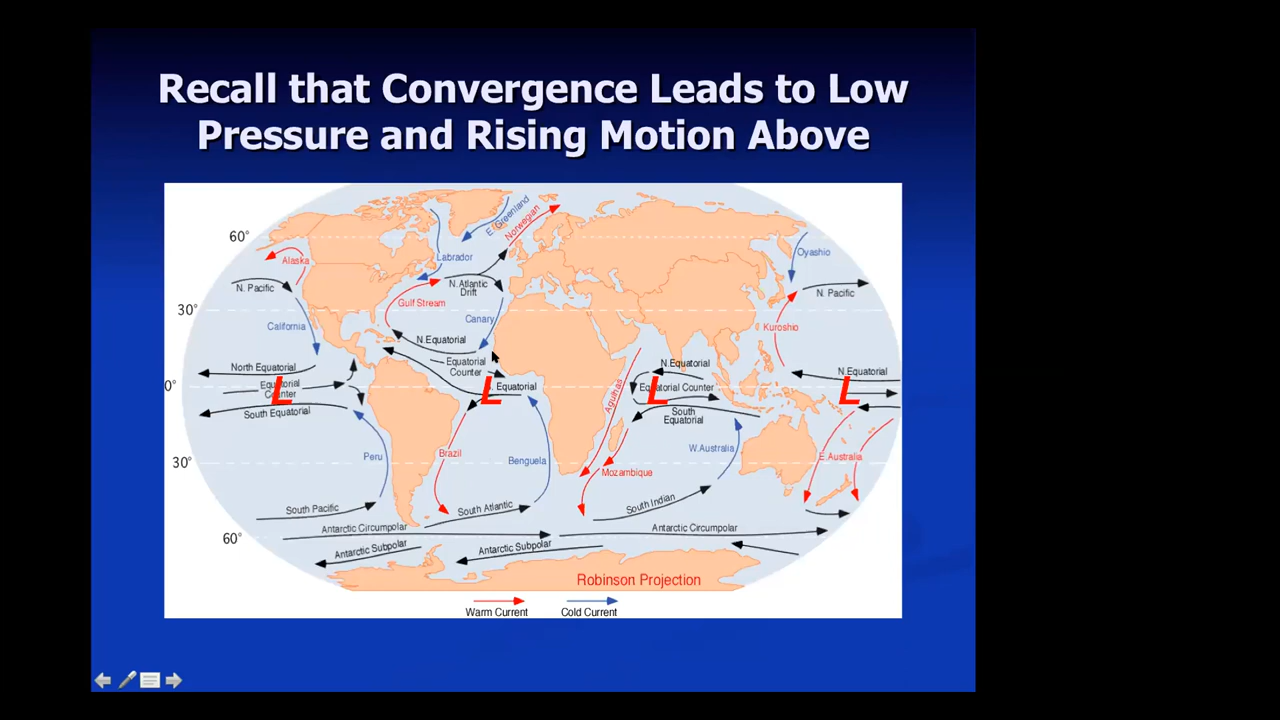 Recall that Convergence Leads to Low
Pressure and Rising Motion Above
E. Greenland
Norwegian
60°
Alaska
Labrador
Oyashio
N. Pacific
N. Atlantic
Drift
N. Pacific
30°
Gulf Stream
California
Canary
Kuroshio
N.Equatorial
North Equatorial
Equatorial
Counter
N.Equatorial
N.Equatorial
0°
Equatorial
Counter
L
L
Equatorial
Equatorial Counter
L
L
South Equatorial
South
Equatorial
Agulhas
Peru
Brazil
Benguela
W.Australia
E.Australia
30°
Mozambique
South Pacific
South Atlantic
South Indian
Antarctic Circumpolar
Antarctic Circumpolar
60°
Antarctic Subpolar
Antarctic Subpolar
Robinson Projection
Warm Current
Cold Current